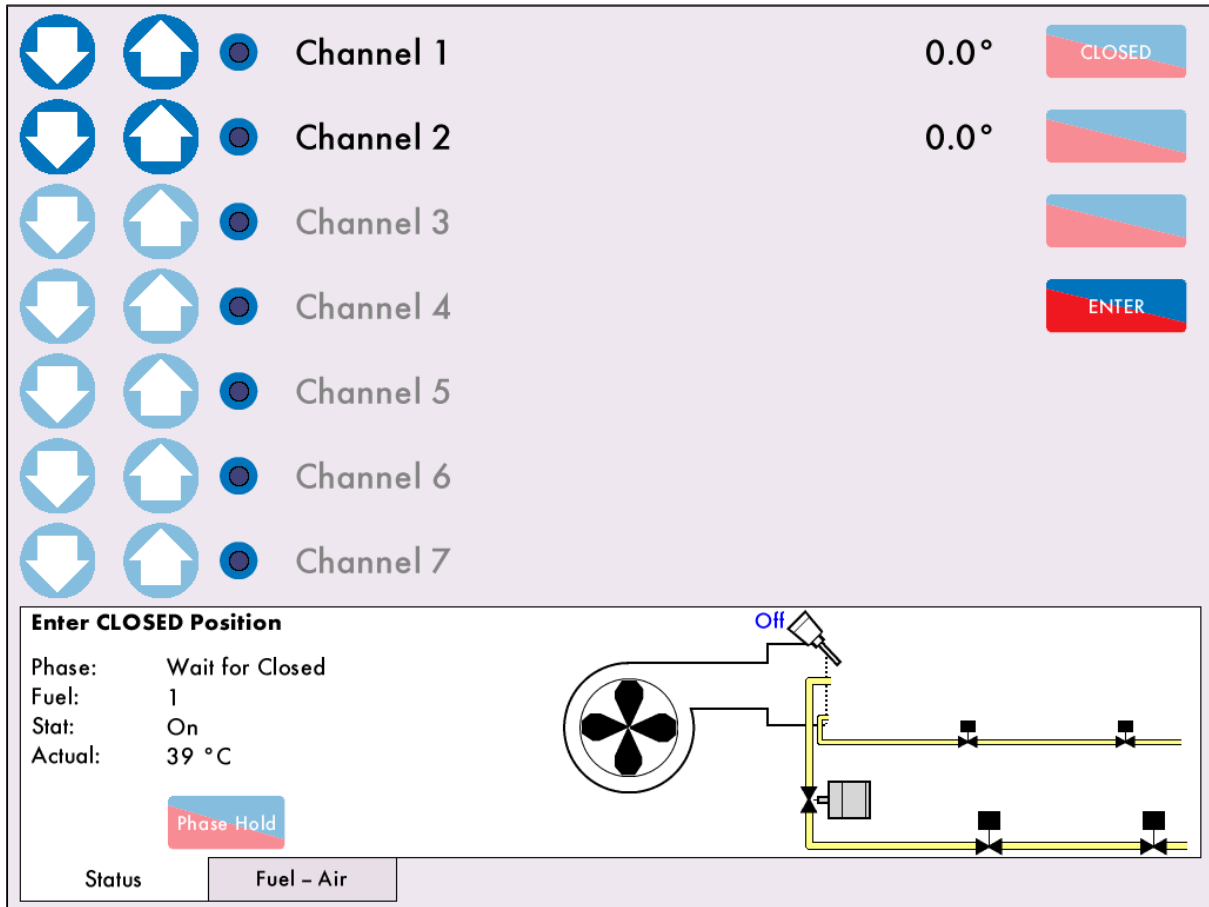 Channel 1 0.0° CLOSED
Channel 2 0.0°
Channel 3
Channel 4 ENTER
Channel 5
Channel 6
Channel 7
Enter CLOSED Position
Off
Phase: Wait for Closed
Fuel: 1
Stat: On
Actual: 39 °C
Phase Hold
Status Fuel – Air